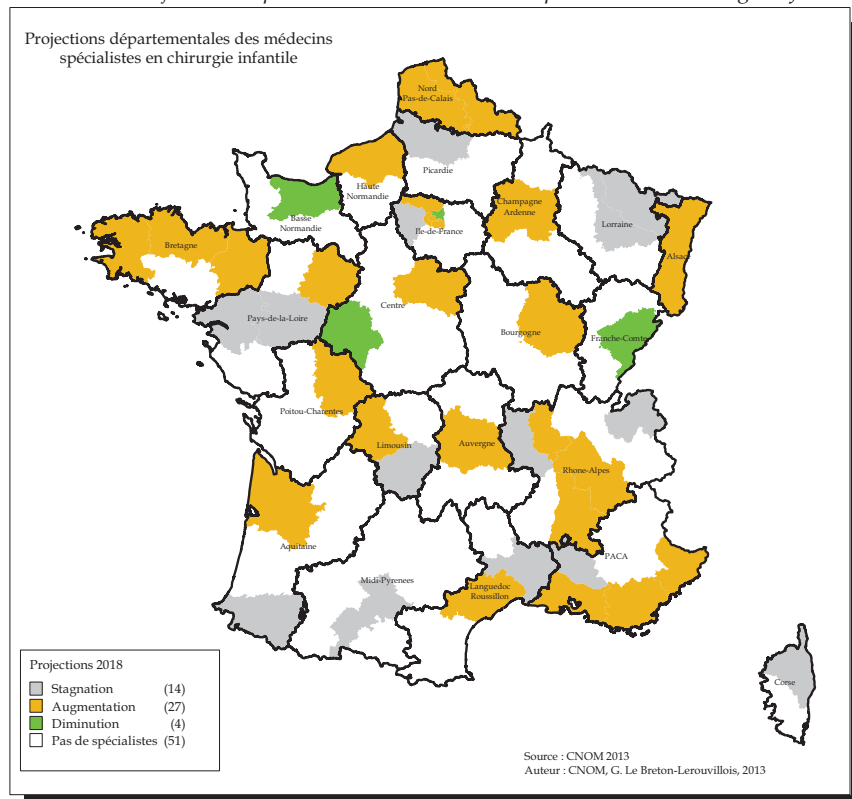 Projections départementales des médecins
spécialistes en chirurgie infantile
Nord
Pas-de-Calais
Picardie
Haute
Normandie
Basse
Normandie
Ile-de-France
Champagne
Ardenne
Lorraine
Alsace
Bretagne
Pays-de-la-Loire
Centre
Bourgogne
Franche-Comte
Poitou-Charentes
Limousin
Auvergne
Rhone-Alpes
Aquitaine
Midi-Pyrenees
Languedoc
Roussillon
PACA
Corse
Projections 2018
Stagnation (14)
Augmentation (27)
Diminution (4)
Pas de spécialistes (51)
Source : CNOM 2013
Auteur : CNOM, G. Le Breton-Lerouvillois, 2013